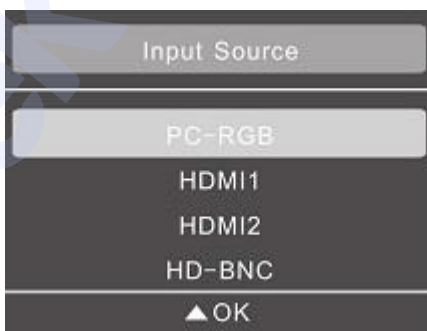 Input Source
PC-RGB
HDMI1
HDMI2
HD-BNC
▲OK